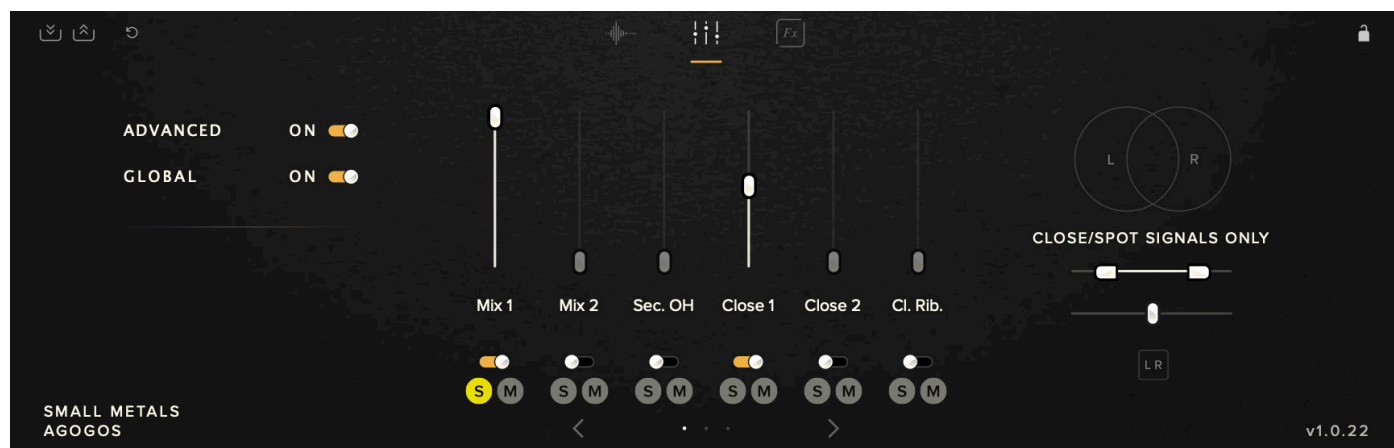 Fx
ADVANCED ON
GLOBAL ON
L R
CLOSE/SPOT SIGNALS ONLY
Mix 1 Mix 2 Sec. OH Close 1 Close 2 Cl. Rib.
L R
S M S M S M S M S M S M
SMALL METALS
AGOGOS
v1.0.22